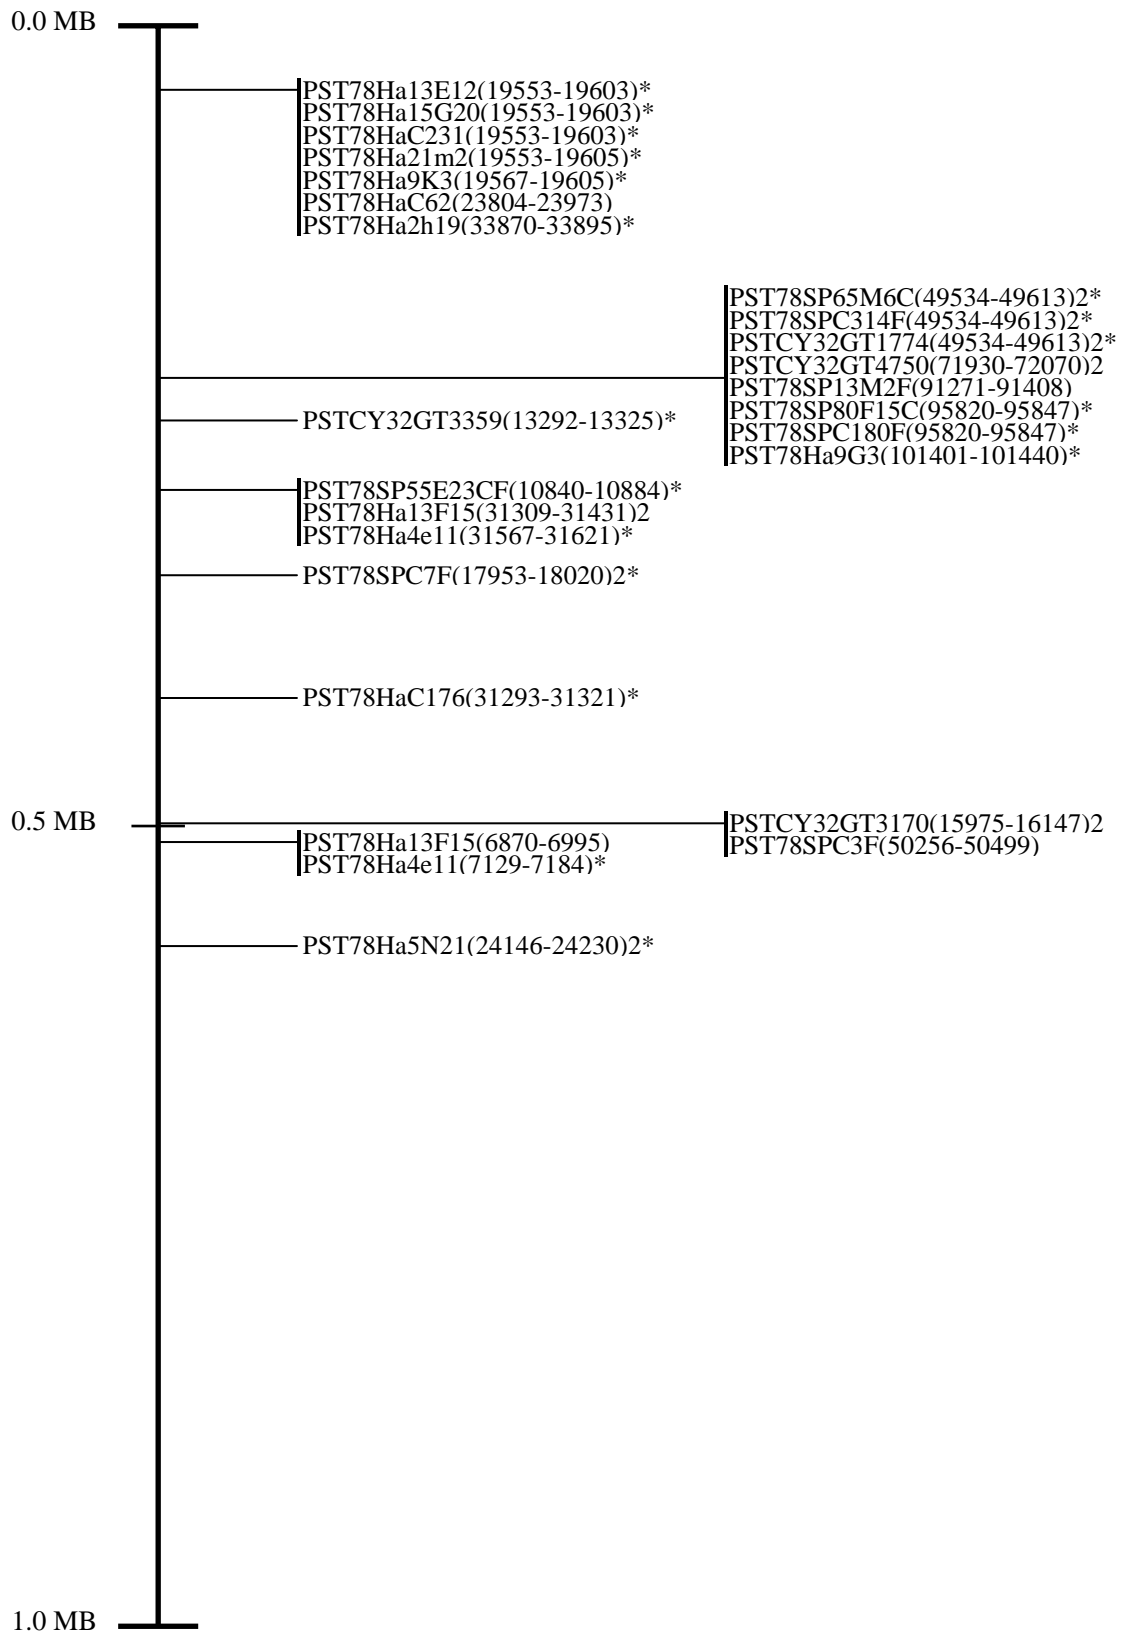 0.0 MB
PST78Ha13E12(19553-19603)*
PST78Ha15G20(19553-19603)*
PST78HaC231(19553-19603)*
PST78Ha21m2(19553-19605)*
PST78Ha9K3(19567-19605)*
PST78HaC62(23804-23973)
PST78Ha2h19(33870-33895)*
PST78SP65M6C(49534-49613)2*
PST78SPC314F(49534-49613)2*
PSTCY32GT1774(49534-49613)2*
PSTCY32GT4750(71930-72070)2
PST78SP13M2F(91271-91408)
PST78SP80F15C(95820-95847)*
PST78SPC180F(95820-95847)*
PST78Ha9G3(101401-101440)*
PSTCY32GT3359(13292-13325)*
PST78SP55E23CF(10840-10884)*
PST78Ha13F15(31309-31431)2
PST78Ha4e11(31567-31621)*
PST78SPC7F(17953-18020)2*
PST78HaC176(31293-31321)*
0.5 MB
PSTCY32GT3170(15975-16147)2
PST78SPC3F(50256-50499)
PST78Ha13F15(6870-6995)
PST78Ha4e11(7129-7184)*
PST78Ha5N21(24146-24230)2*
1.0 MB